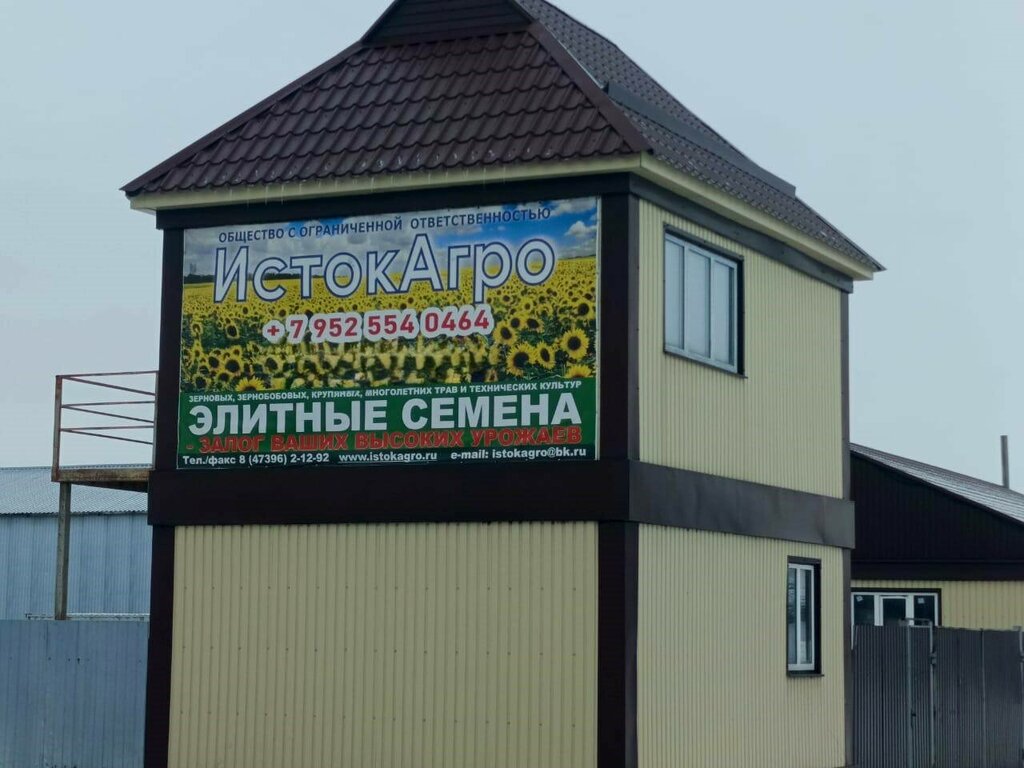 ОБЩЕСТВО С ОГРАНИЧЕННОЙ ОТВЕТСТВЕННОСТЬЮ
ИстокАгро
+ 7 952 554 0464
ЗЕРНОВЫХ, ЗЕРНОБОБОВЫХ, КРУПЯНЫХ, МНОГОЛЕТНИХ ТРАВ И ТЕХНИЧЕСКИХ КУЛЬТУР
ЭЛИТНЫЕ СЕМЕНА
- ЗАЛОГ ВАШИХ ВЫСОКИХ УРОЖАЕВ
Тел./факс 8 (47396) 2-12-92 www.istokagro.ru e-mail: istokagro@bk.ru